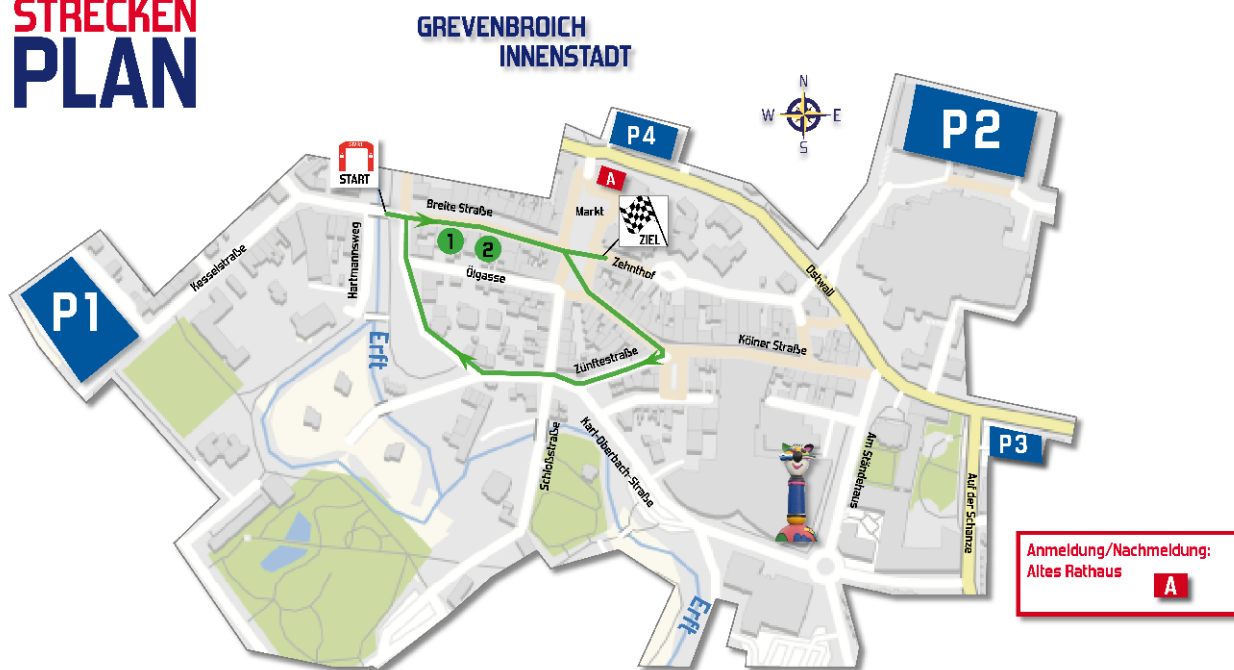 STRECKEN
PLAN
GREVENBROICH
INNENSTADT
N
W
E
S
P4
P2
START
A
Breite Straße
Markt
ZIEL
1
2
Zehnthof
Ölgasse
Kesselstraße
Hartmannsweg
Ostwall
P1
Erft
Kölner Straße
Zünftestraße
Schloßstraße
Karl-Oberbach-Straße
Am Ständehaus
P3
Auf der Schanze
Erft
Anmeldung/Nachmeldung:
Altes Rathaus
A